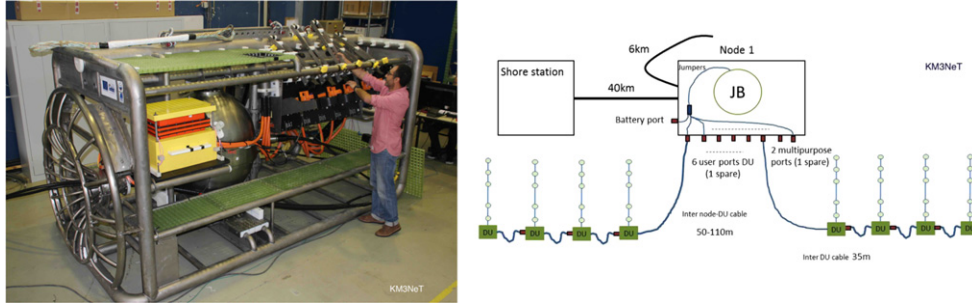 KM3NeT
6km
Node 1
KM3NeT
Shore station
Jumpers
JB
40km
Battery port
6 user ports DU
(1 spare)
2 multipurpose
ports (1 spare)
Inter node-DU cable
50-110m
DU
DU
DU
DU
DU
DU
DU
DU
Inter DU cable 35m